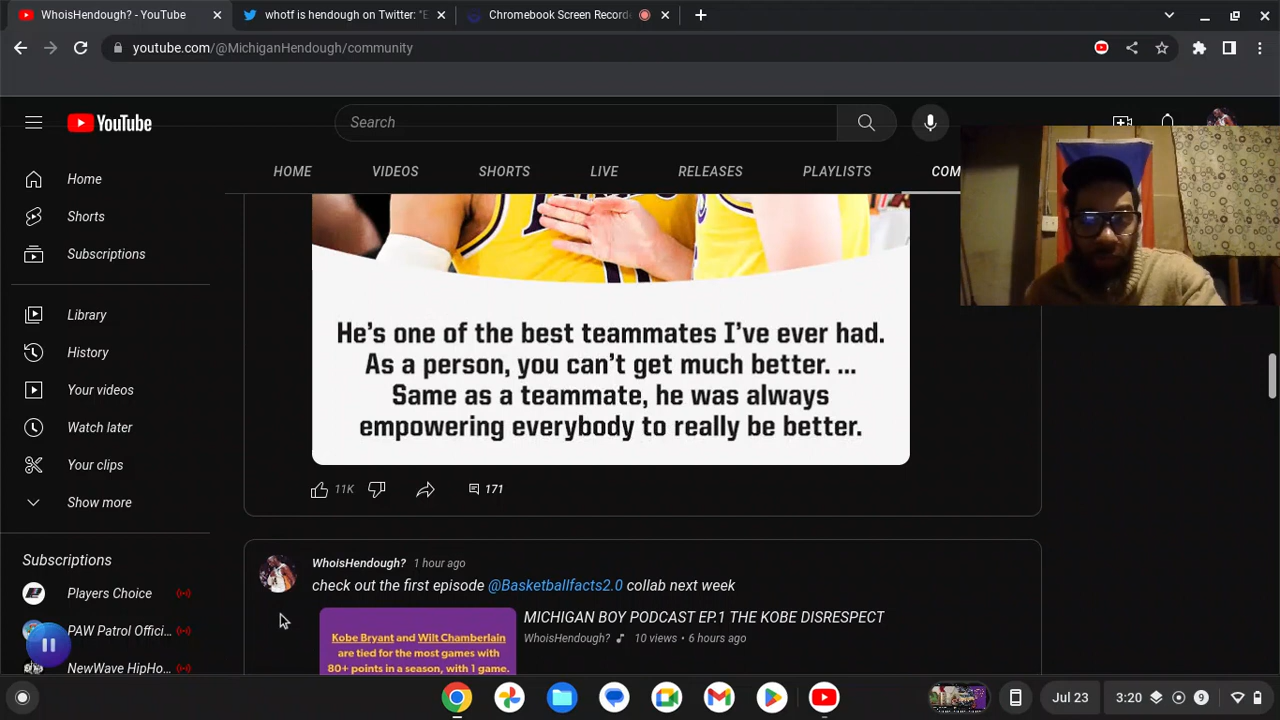 WhoisHendough? - YouTube
whotf is hendough on Twitter: "E
Chromebook Screen Record
youtube.com/@MichiganHendough/community
YouTube
Search
HOME
VIDEOS
SHORTS
LIVE
RELEASES
PLAYLISTS
COM
Home
Shorts
Subscriptions
Library
History
Your videos
Watch later
Your clips
Show more
Subscriptions
Players Choice
PAW Patrol Offici...
NewWave HipHo...
He's one of the best teammates I've ever had.
As a person, you can't get much better. ...
Same as a teammate, he was always
empowering everybody to really be better.
11K
171
WhoisHendough? 1 hour ago
check out the first episode @Basketballfacts2.0 collab next week
Kobe Bryant and Wilt Chamberlain
are tied for the most games with
80+ points in a season, with 1 game.
MICHIGAN BOY PODCAST EP.1 THE KOBE DISRESPECT
WhoisHendough? 10 views • 6 hours ago
Jul 23
3:20
9